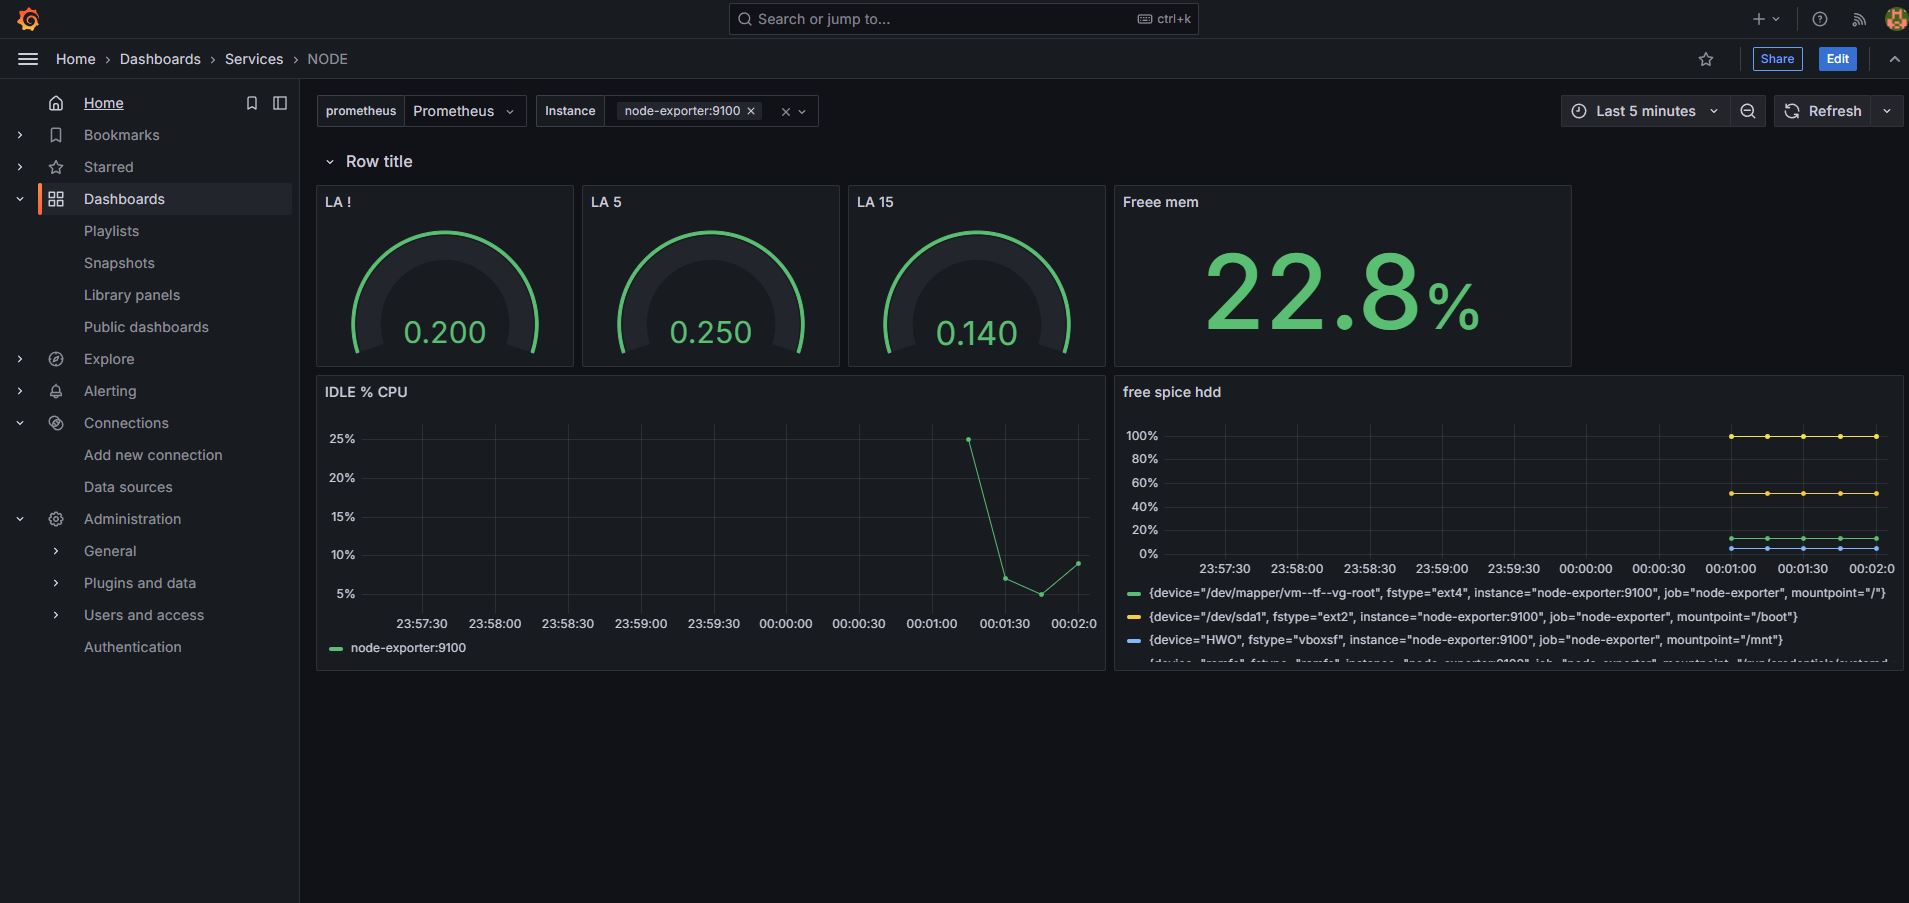 Search or jump to...
ctrl+k
Home › Dashboards › Services › NODE
Share
Edit
Home
Bookmarks
Starred
Dashboards
Playlists
Snapshots
Library panels
Public dashboards
Explore
Alerting
Connections
Add new connection
Data sources
Administration
General
Plugins and data
Users and access
Authentication
prometheus
Prometheus
Instance
node-exporter:9100
Last 5 minutes
Refresh
Row title
LA !
0.200
LA 5
0.250
LA 15
0.140
Freee mem
22.8%
IDLE % CPU
25%
20%
15%
10%
5%
23:57:30 23:58:00 23:58:30 23:59:00 23:59:30 00:00:00 00:00:30 00:01:00 00:01:30 00:02:0
node-exporter:9100
free spice hdd
100%
80%
60%
40%
20%
0%
23:57:30 23:58:00 23:58:30 23:59:00 23:59:30 00:00:00 00:00:30 00:01:00 00:01:30 00:02:0
{device="/dev/mapper/vm--tf--vg-root", fstype="ext4", instance="node-exporter:9100", job="node-exporter", mountpoint="/"}
{device="/dev/sda1", fstype="ext2", instance="node-exporter:9100", job="node-exporter", mountpoint="/boot"}
{device="HWO", fstype="vboxsf", instance="node-exporter:9100", job="node-exporter", mountpoint="/mnt"}